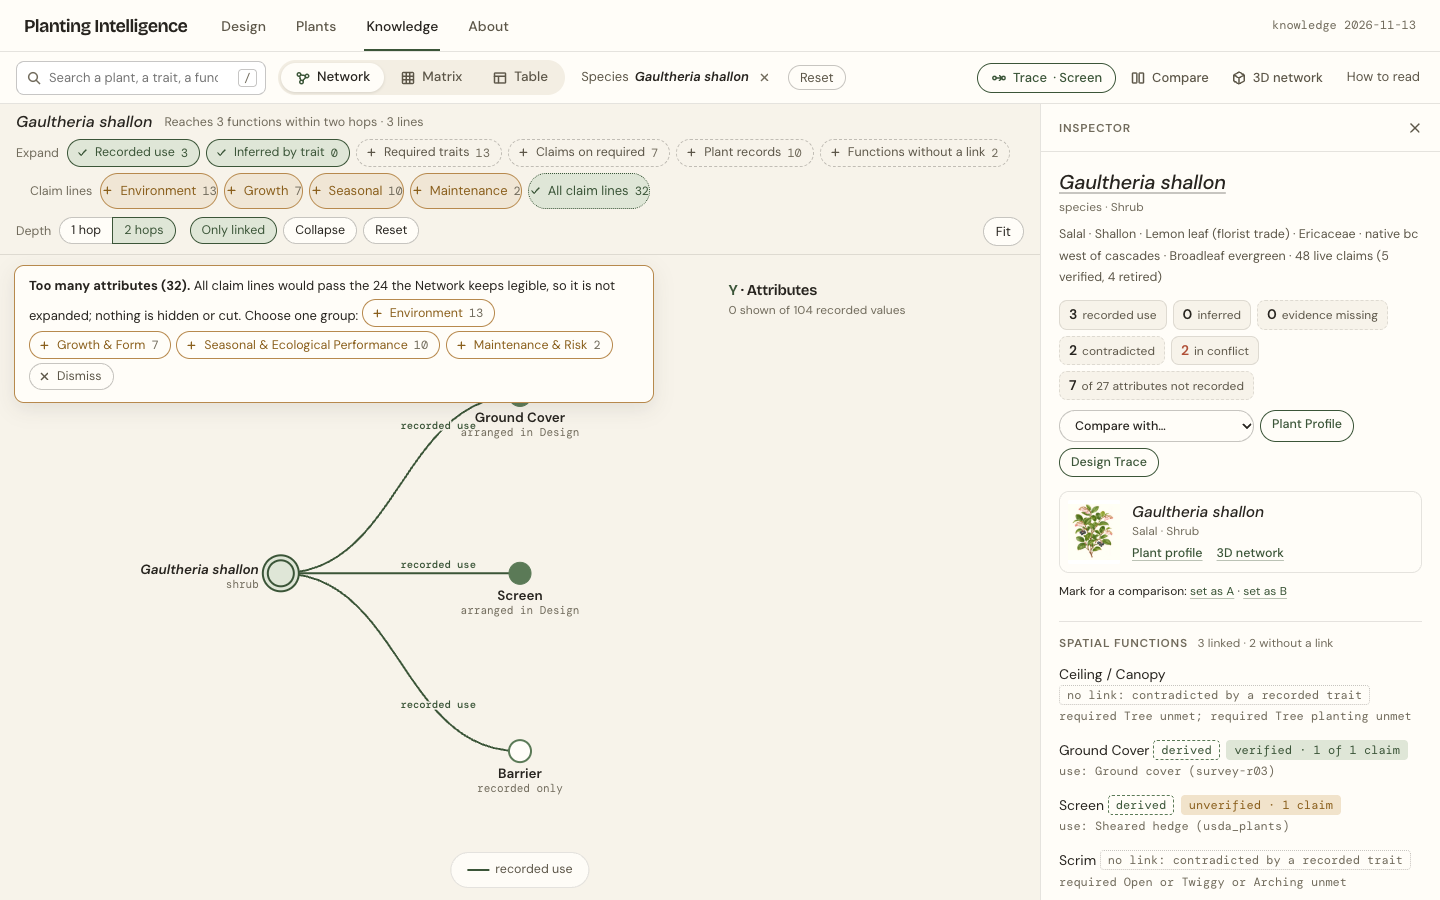 Planting Intelligence Design Plants Knowledge About knowledge 2026-11-13
Search a plant, a trait, a func / Network Matrix Table Species Gaultheria shallon × Reset Trace · Screen Compare 3D network How to read
Gaultheria shallon Reaches 3 functions within two hops · 3 lines
Expand ✓ Recorded use 3 ✓ Inferred by trait 0 + Required traits 13 + Claims on required 7 + Plant records 10 + Functions without a link 2
Claim lines + Environment 13 + Growth 7 + Seasonal 10 + Maintenance 2 ✓ All claim lines 32
Depth 1 hop 2 hops Only linked Collapse Reset Fit
Too many attributes (32). All claim lines would pass the 24 the Network keeps legible, so it is not
expanded; nothing is hidden or cut. Choose one group: + Environment 13
+ Growth & Form 7 + Seasonal & Ecological Performance 10 + Maintenance & Risk 2
× Dismiss
Y · Attributes
0 shown of 104 recorded values
recorded use
Ground Cover
arranged in Design
Gaultheria shallon
shrub
recorded use
Screen
arranged in Design
recorded use
Barrier
recorded only
recorded use
INSPECTOR ×
Gaultheria shallon
species · Shrub
Salal · Shallon · Lemon leaf (florist trade) · Ericaceae · native bc
west of cascades · Broadleaf evergreen · 48 live claims (5
verified, 4 retired)
3 recorded use 0 inferred 0 evidence missing
2 contradicted 2 in conflict
7 of 27 attributes not recorded
Compare with... Plant Profile
Design Trace
Gaultheria shallon
Salal · Shrub
Plant profile 3D network
Mark for a comparison: set as A · set as B
SPATIAL FUNCTIONS 3 linked · 2 without a link
Ceiling / Canopy
no link: contradicted by a recorded trait
required Tree unmet; required Tree planting unmet
Ground Cover derived verified · 1 of 1 claim
use: Ground cover (survey-r03)
Screen derived unverified · 1 claim
use: Sheared hedge (usda_plants)
Scrim no link: contradicted by a recorded trait
required Open or Twiggy or Arching unmet